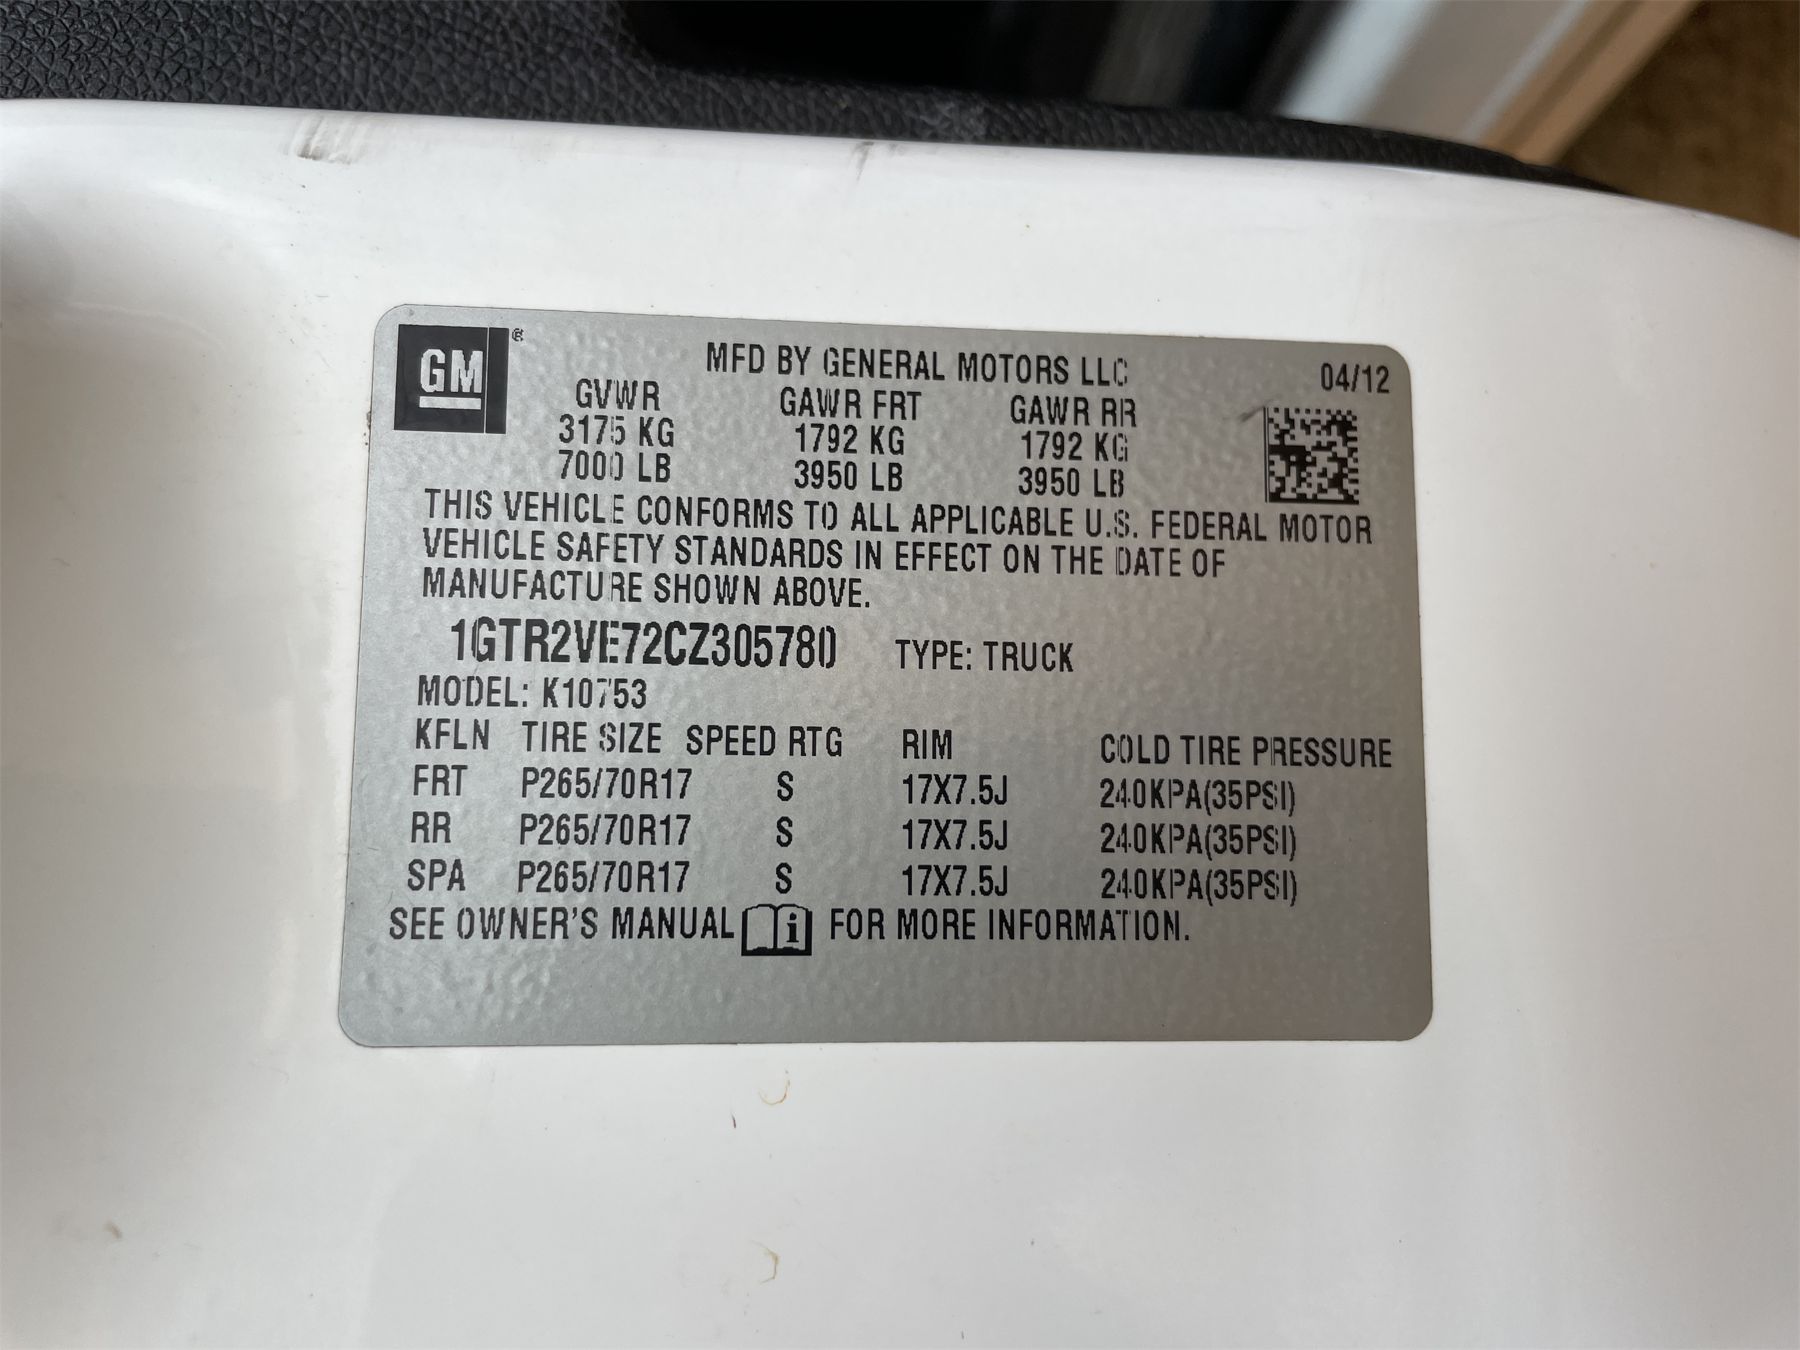 GM ®
MFD BY GENERAL MOTORS LLC 04/12
GVWR GAWR FRT GAWR RR
3175 KG 1792 KG 1792 KG
7000 LB 3950 LB 3950 LB
THIS VEHICLE CONFORMS TO ALL APPLICABLE U.S. FEDERAL MOTOR
VEHICLE SAFETY STANDARDS IN EFFECT ON THE DATE OF
MANUFACTURE SHOWN ABOVE.
1GTR2VE72CZ305780 TYPE: TRUCK
MODEL: K10753
KFLN TIRE SIZE SPEED RTG RIM COLD TIRE PRESSURE
FRT P265/70R17 S 17X7.5J 240KPA(35PSI)
RR P265/70R17 S 17X7.5J 240KPA(35PSI)
SPA P265/70R17 S 17X7.5J 240KPA(35PSI)
SEE OWNER'S MANUAL i FOR MORE INFORMATION.